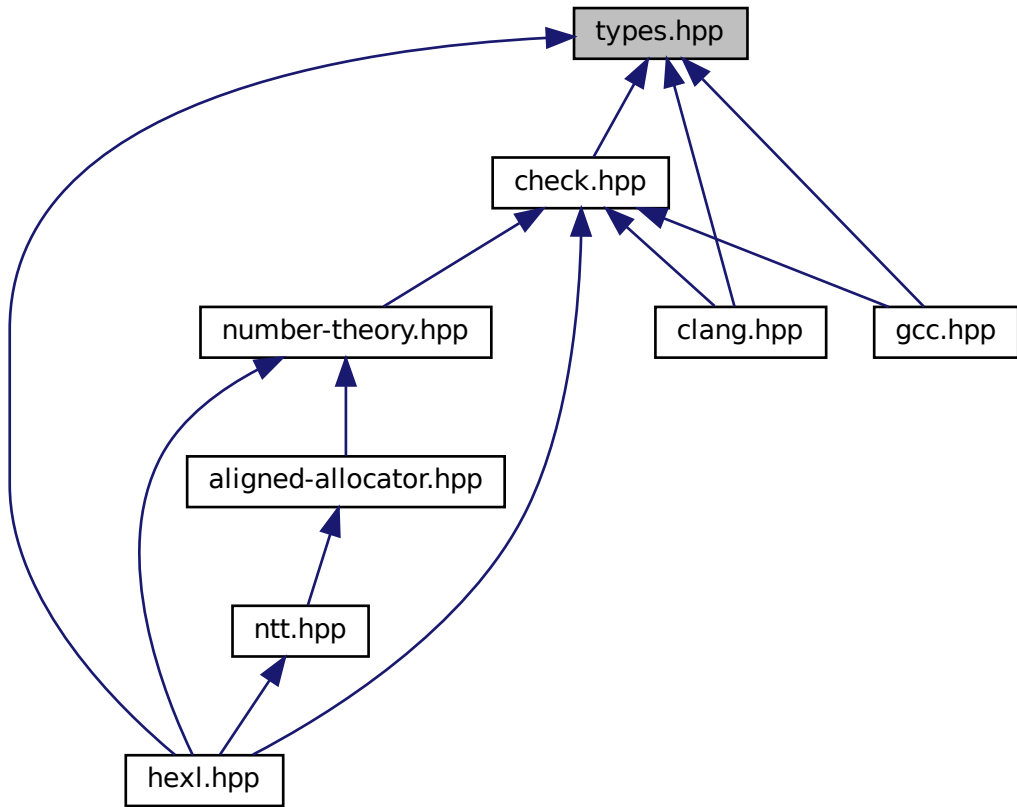 types.hpp
check.hpp
number-theory.hpp
clang.hpp
gcc.hpp
aligned-allocator.hpp
ntt.hpp
hexl.hpp